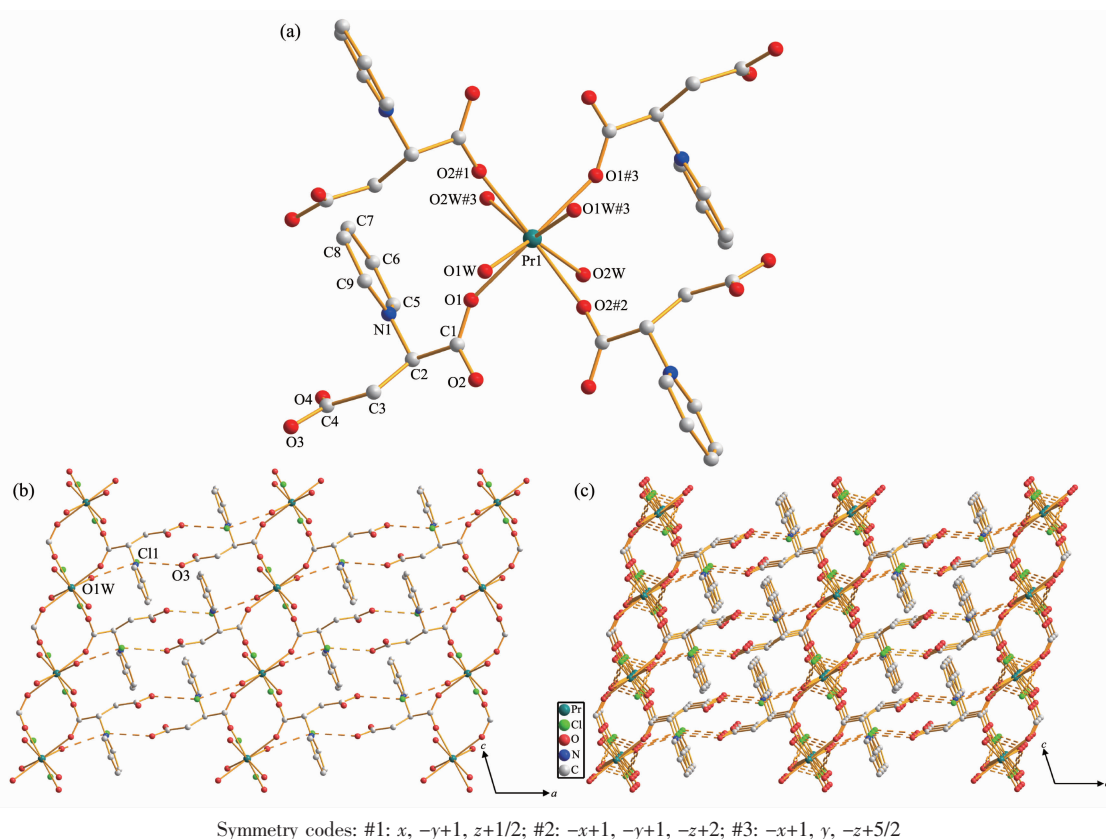 (a)
O2#1
O1#3
O2W#3
O1W#3
C7
C8
C6
Pr1
O1W
O2W
C9
O1
O2#2
C5
N1
C1
C2
O2
O4
C3
C4
O3
(b)
(c)
Cl1
O3
O1W
Pr
Cl
O
N
C
c
a
c
Symmetry codes: #1: x, −y+1, z+1/2; #2: −x+1, −y+1, −z+2; #3: −x+1, y, −z+5/2